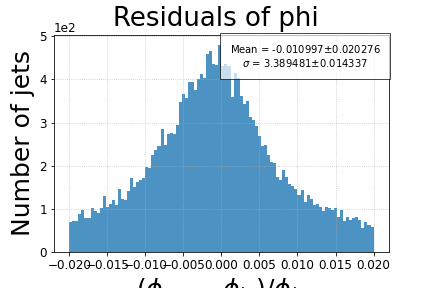 Residuals of phi
1e2
Mean = -0.010997±0.020276
σ = 3.389481±0.014337
Number of jets
5
4
3
2
1
0
-0.020 -0.015 -0.010 -0.005 0.000 0.005 0.010 0.015 0.020